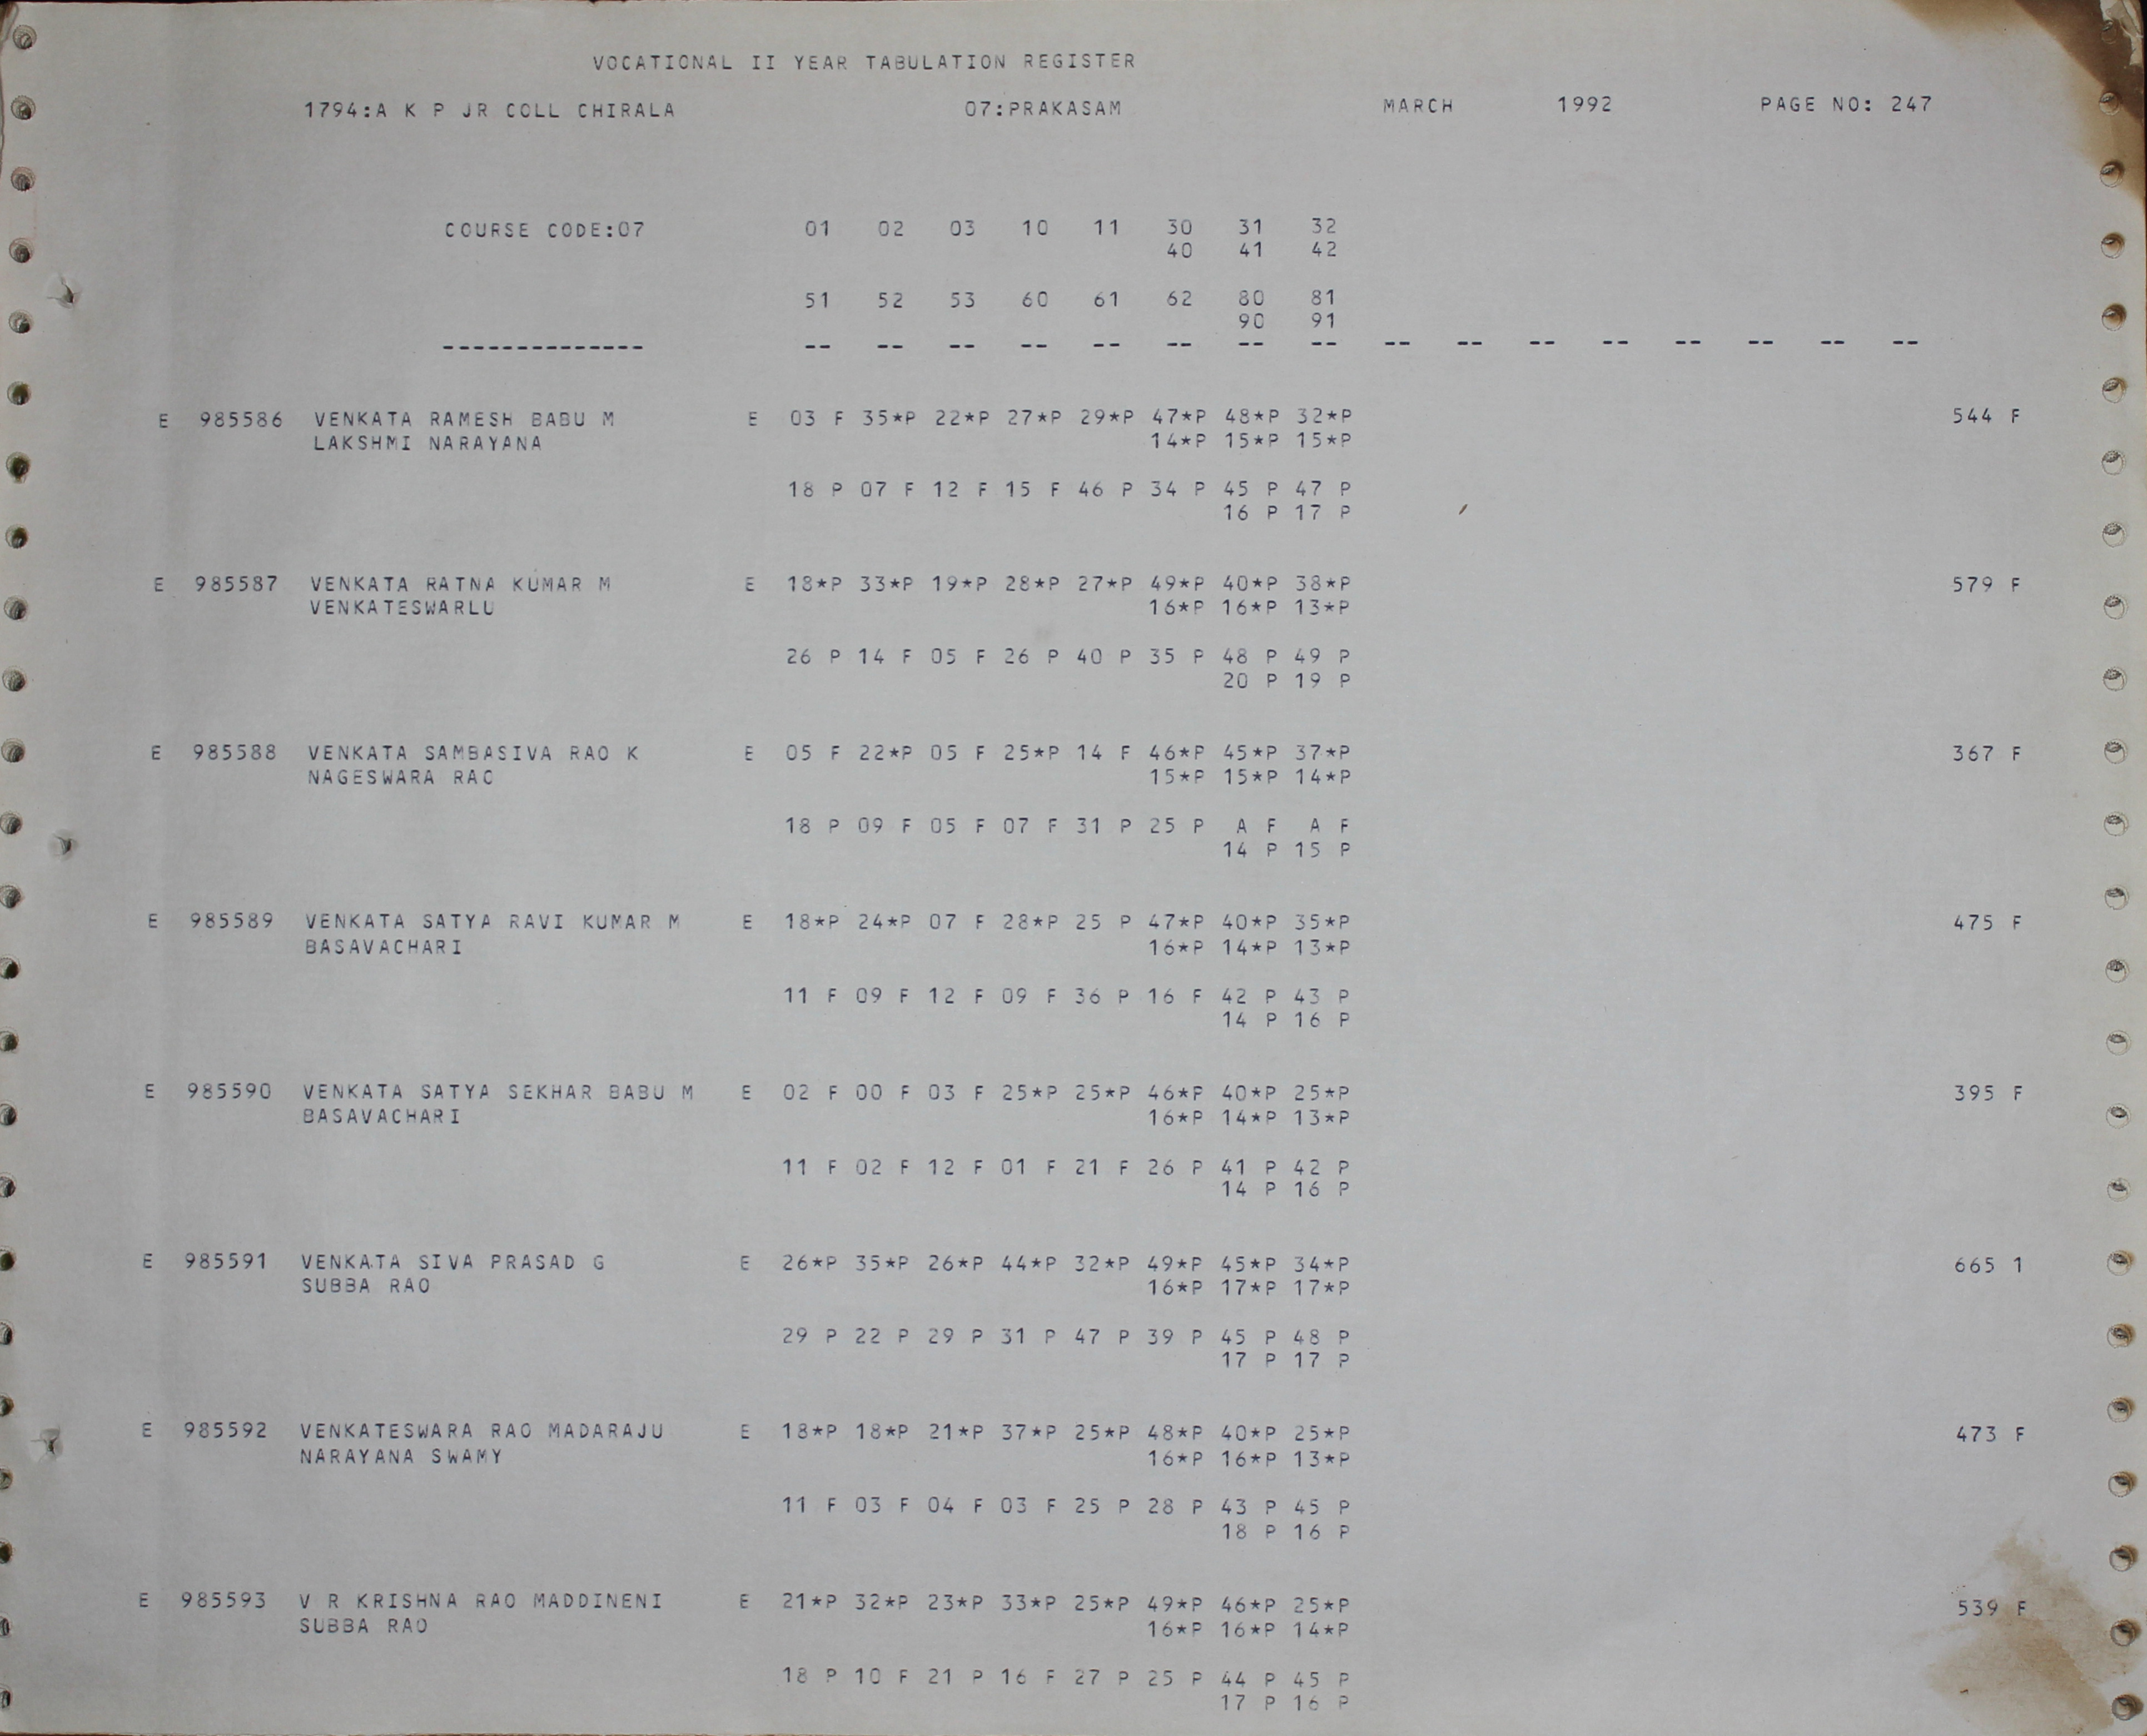 VOCATIONAL II YEAR TABULATION REGISTER
1794:A K P JR COLL CHIRALA 07:PRAKASAM MARCH 1992 PAGE NO: 247
COURSE CODE:07 01 02 03 10 11 30 31 32
40 41 42
51 52 53 60 61 62 80 81
90 91
-------------- -- -- -- -- -- -- -- -- -- -- -- -- -- -- -- --
E 985586 VENKATA RAMESH BABU M E 03 F 35*P 22*P 27*P 29*P 47*P 48*P 32*P 544 F
LAKSHMI NARAYANA 14*P 15*P 15*P
18 P 07 F 12 F 15 F 46 P 34 P 45 P 47 P
16 P 17 P
E 985587 VENKATA RATNA KUMAR M E 18*P 33*P 19*P 28*P 27*P 49*P 40*P 38*P 579 F
VENKATESWARLU 16*P 16*P 13*P
26 P 14 F 05 F 26 P 40 P 35 P 48 P 49 P
20 P 19 P
E 985588 VENKATA SAMBASIVA RAO K E 05 F 22*P 05 F 25*P 14 F 46*P 45*P 37*P 367 F
NAGESWARA RAO 15*P 15*P 14*P
18 P 09 F 05 F 07 F 31 P 25 P A F A F
14 P 15 P
E 985589 VENKATA SATYA RAVI KUMAR M E 18*P 24*P 07 F 28*P 25 P 47*P 40*P 35*P 475 F
BASAVACHARI 16*P 14*P 13*P
11 F 09 F 12 F 09 F 36 P 16 F 42 P 43 P
14 P 16 P
E 985590 VENKATA SATYA SEKHAR BABU M E 02 F 00 F 03 F 25*P 25*P 46*P 40*P 25*P 395 F
BASAVACHARI 16*P 14*P 13*P
11 F 02 F 12 F 01 F 21 F 26 P 41 P 42 P
14 P 16 P
E 985591 VENKATA SIVA PRASAD G E 26*P 35*P 26*P 44*P 32*P 49*P 45*P 34*P 665 1
SUBBA RAO 16*P 17*P 17*P
29 P 22 P 29 P 31 P 47 P 39 P 45 P 48 P
17 P 17 P
E 985592 VENKATESWARA RAO MADARAJU E 18*P 18*P 21*P 37*P 25*P 48*P 40*P 25*P 473 F
NARAYANA SWAMY 16*P 16*P 13*P
11 F 03 F 04 F 03 F 25 P 28 P 43 P 45 P
18 P 16 P
E 985593 V R KRISHNA RAO MADDINENI E 21*P 32*P 23*P 33*P 25*P 49*P 46*P 25*P 539 F
SUBBA RAO 16*P 16*P 14*P
18 P 10 F 21 P 16 F 27 P 25 P 44 P 45 P
17 P 16 P